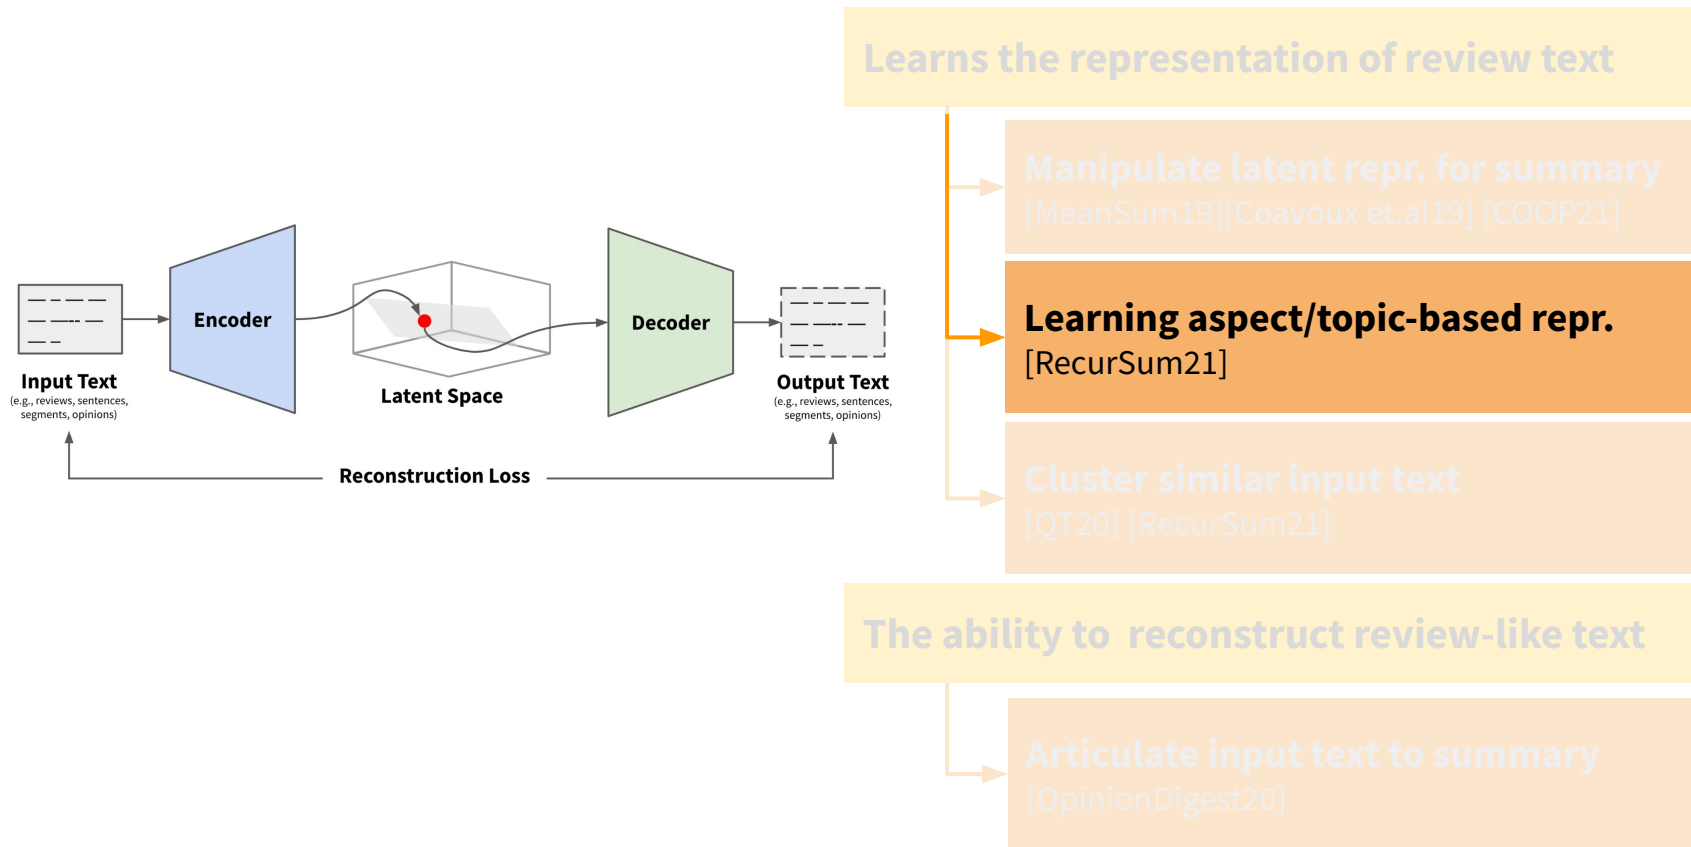 Encoder
Decoder
Input Text
(e.g., reviews, sentences,
segments, opinions)
Latent Space
Output Text
(e.g., reviews, sentences,
segments, opinions)
Reconstruction Loss
Learns the representation of review text
Manipulate latent repr. for summary
[MeanSum19][Coavoux et.al19] [COOP21]
Learning aspect/topic-based repr.
[RecurSum21]
Cluster similar input text
[QT20] [RecurSum21]
The ability to  reconstruct review-like text
Articulate input text to summary
[OpinionDigest20]